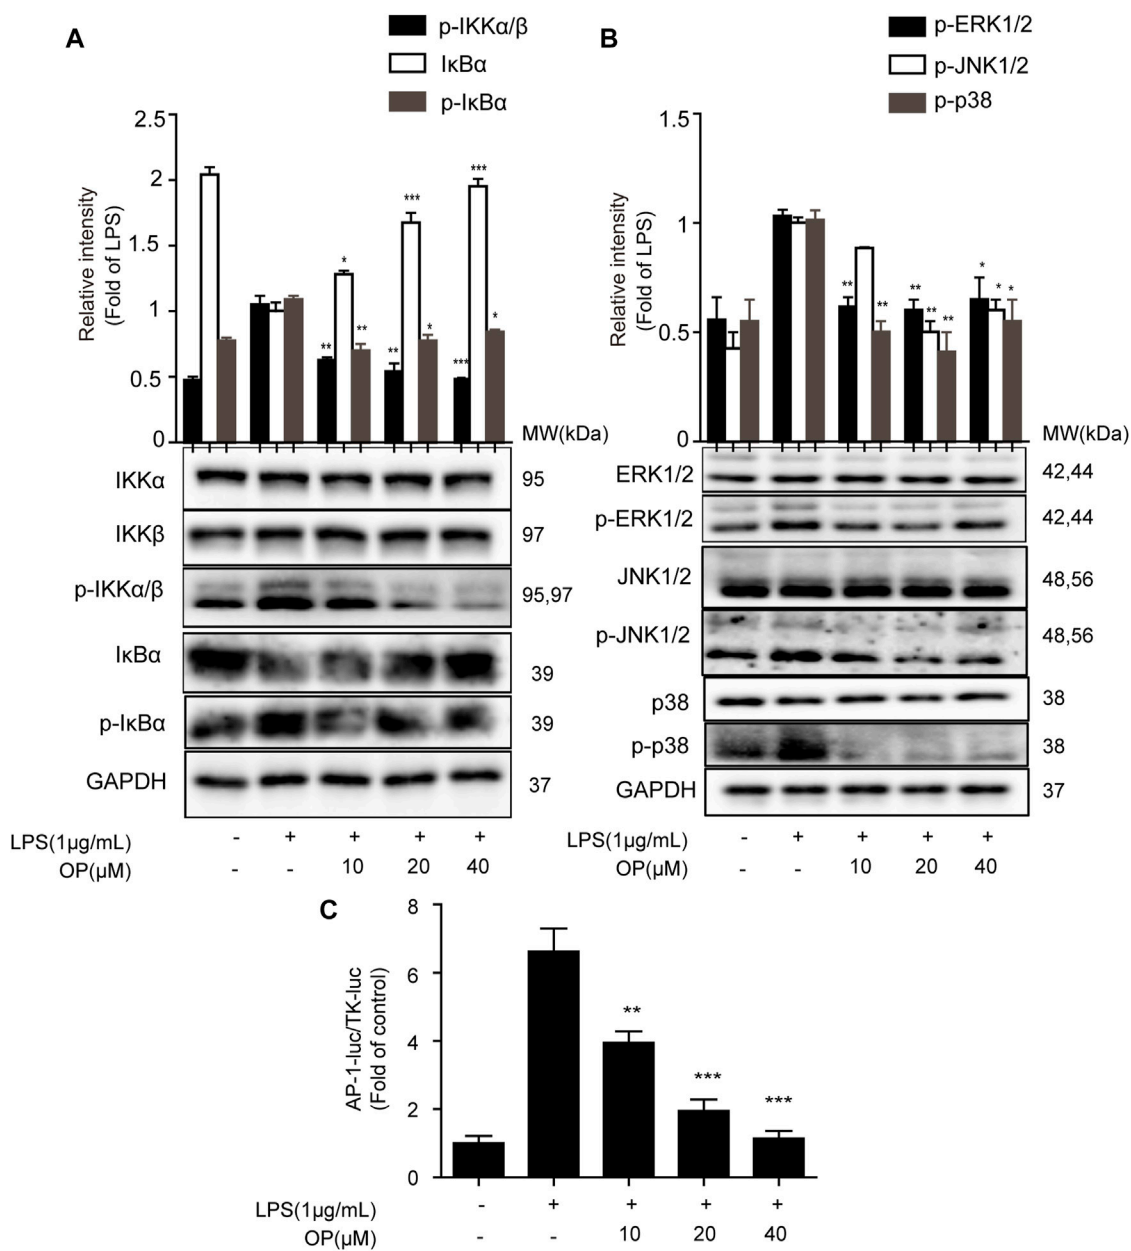 A
p-IKKα/β
IκBα
p-IκBα
Relative intensity
(Fold of LPS)
2.5
2
1.5
1
0.5
0
*
**
**
***
*
**
***
*
***
MW(kDa)
IKKα
95
IKKβ
97
p-IKKα/β
95,97
IκBα
39
p-IκBα
39
GAPDH
37
LPS(1μg/mL)
- + + + +
OP(μM)
- - 10 20 40
B
p-ERK1/2
p-JNK1/2
p-p38
Relative intensity
(Fold of LPS)
1.5
1
0.5
0
**
**
**
**
**
*
*
*
MW(kDa)
ERK1/2
42,44
p-ERK1/2
42,44
JNK1/2
48,56
p-JNK1/2
48,56
p38
38
p-p38
38
GAPDH
37
LPS(1μg/mL)
- + + + +
OP(μM)
- - 10 20 40
C
AP-1-luc/TK-luc
(Fold of control)
8
6
4
2
0
**
***
***
LPS(1μg/mL)
- + + + +
OP(μM)
- - 10 20 40